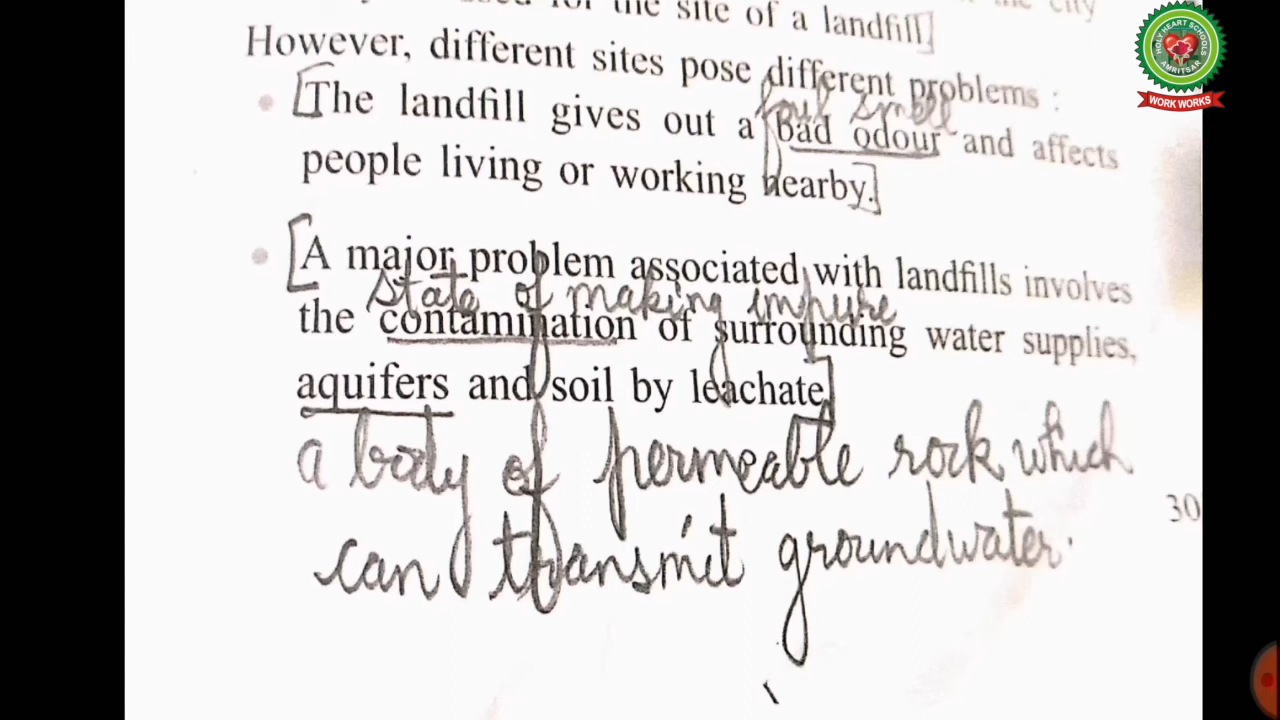 for the site of a landfill]
the city
However, different sites pose different problems :
foul smell
• [The landfill gives out a Bad odour and affects
people living or working nearby.]
• [A major problem associated with landfills involves
state of making impure
the contamination of surrounding water supplies,
aquifers and soil by leachate]
a body of permeable rock which
can transmit groundwater.
30
HOLY HEART SCHOOLS
AMRITSAR
WORK WORKS